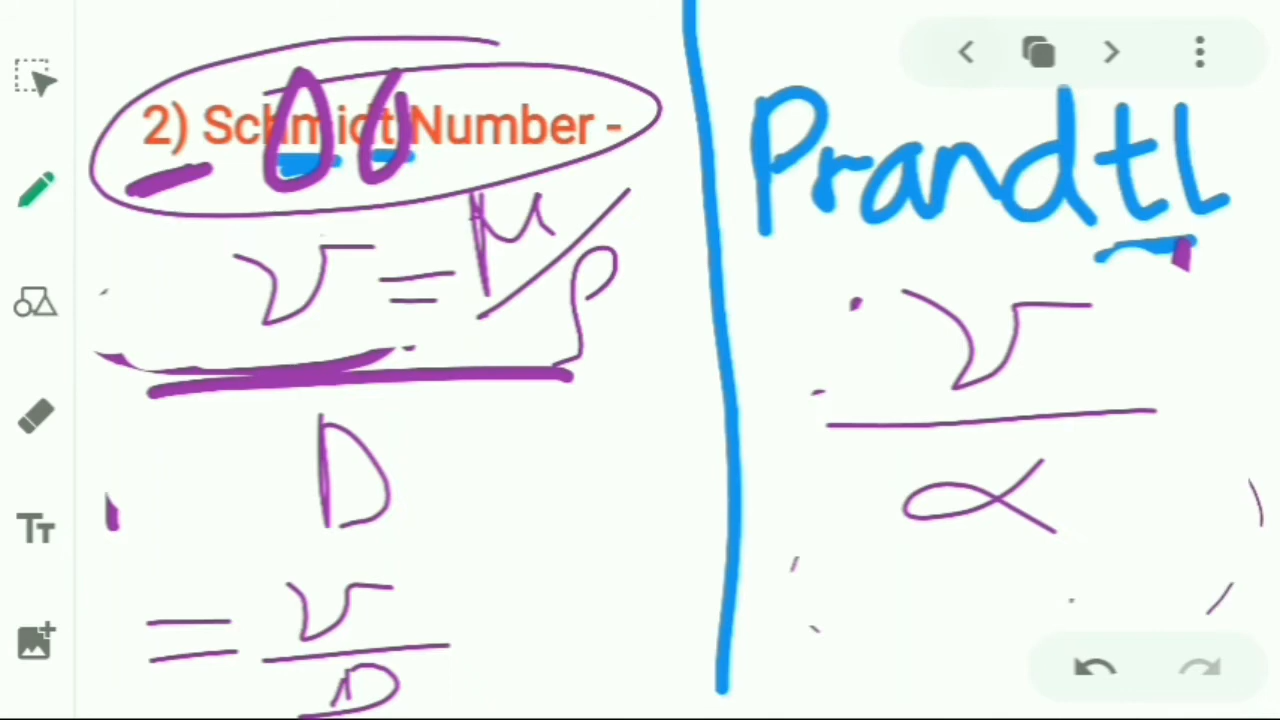 2) Schmidt Number -
ν = μ/ρ
D
= ν
D
Prandtl
ν
α